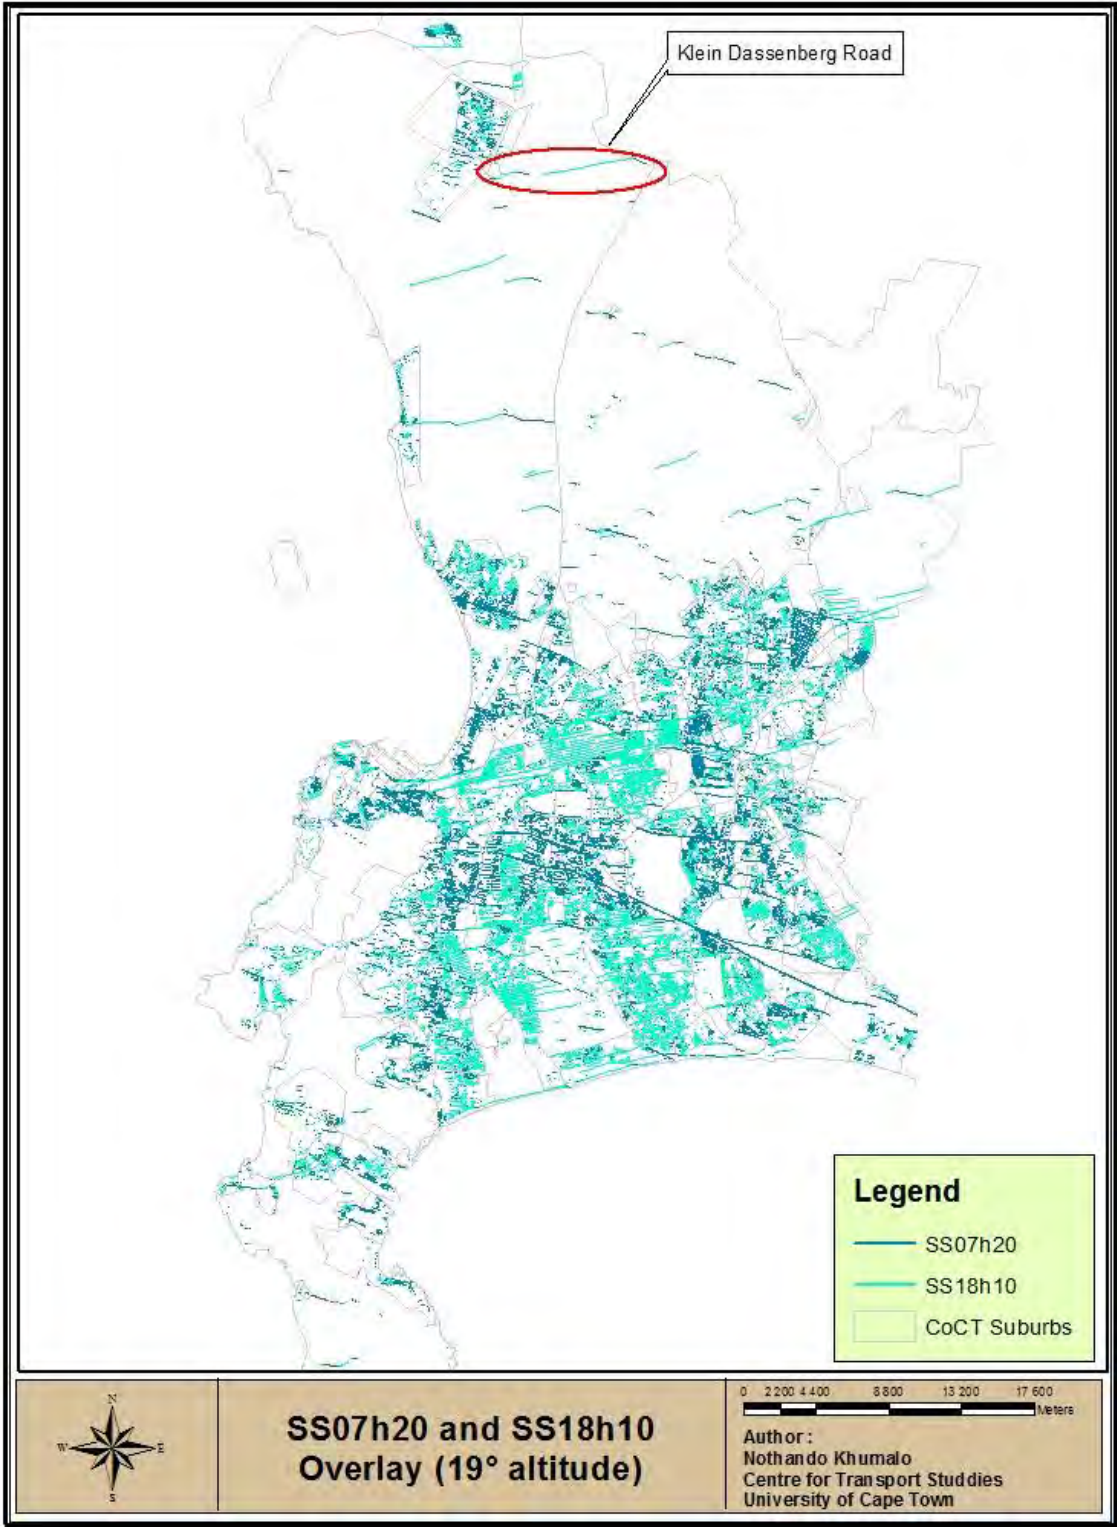 Klein Dassenberg Road
Legend
SS07h20
SS18h10
CoCT Suburbs
N
W
E
S
SS07h20 and SS18h10
Overlay (19° altitude)
0 2 200 4 400 8 800 13 200 17 600
Meters
Author :
Nothando Khumalo
Centre for Transport Studdies
University of Cape Town